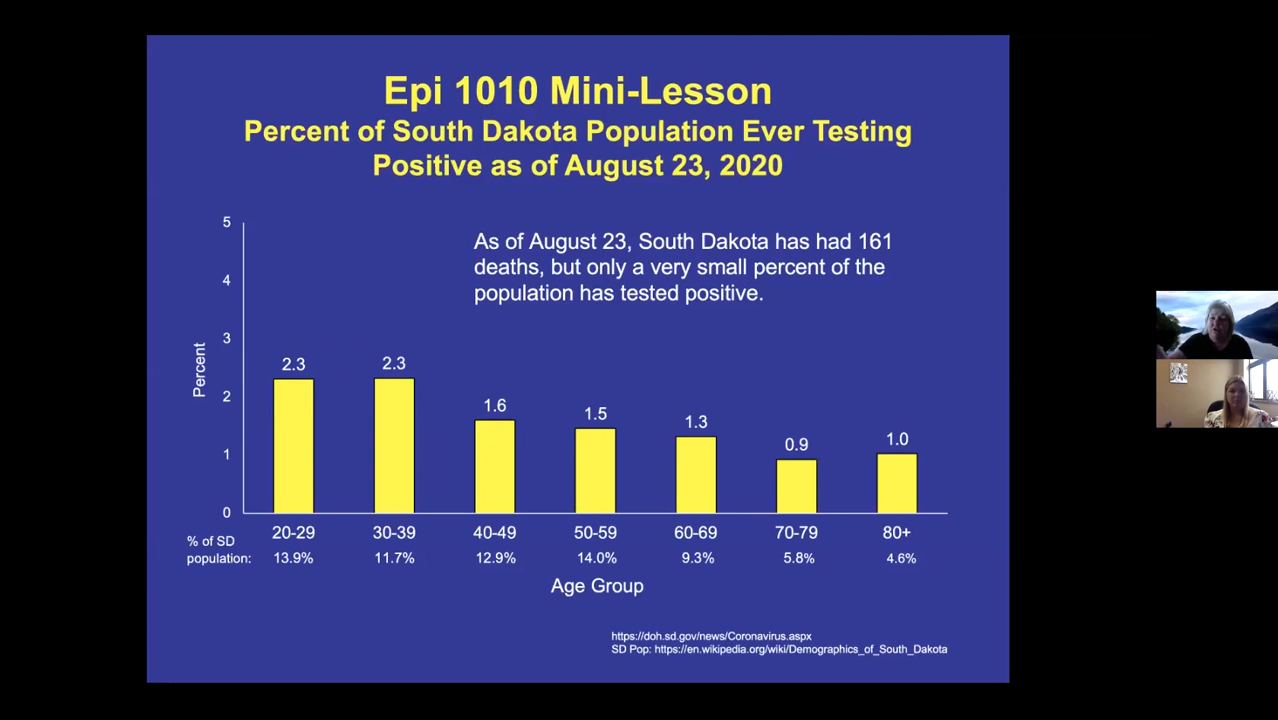 Epi 1010 Mini-Lesson
Percent of South Dakota Population Ever Testing
Positive as of August 23, 2020
As of August 23, South Dakota has had 161
deaths, but only a very small percent of the
population has tested positive.
5
4
3
2
1
0
Percent
2.3
2.3
1.6
1.5
1.3
0.9
1.0
20-29
30-39
40-49
50-59
60-69
70-79
80+
% of SD
population:
13.9%
11.7%
12.9%
14.0%
9.3%
5.8%
4.6%
Age Group
https://doh.sd.gov/news/Coronavirus.aspx
SD Pop: https://en.wikipedia.org/wiki/Demographics_of_South_Dakota